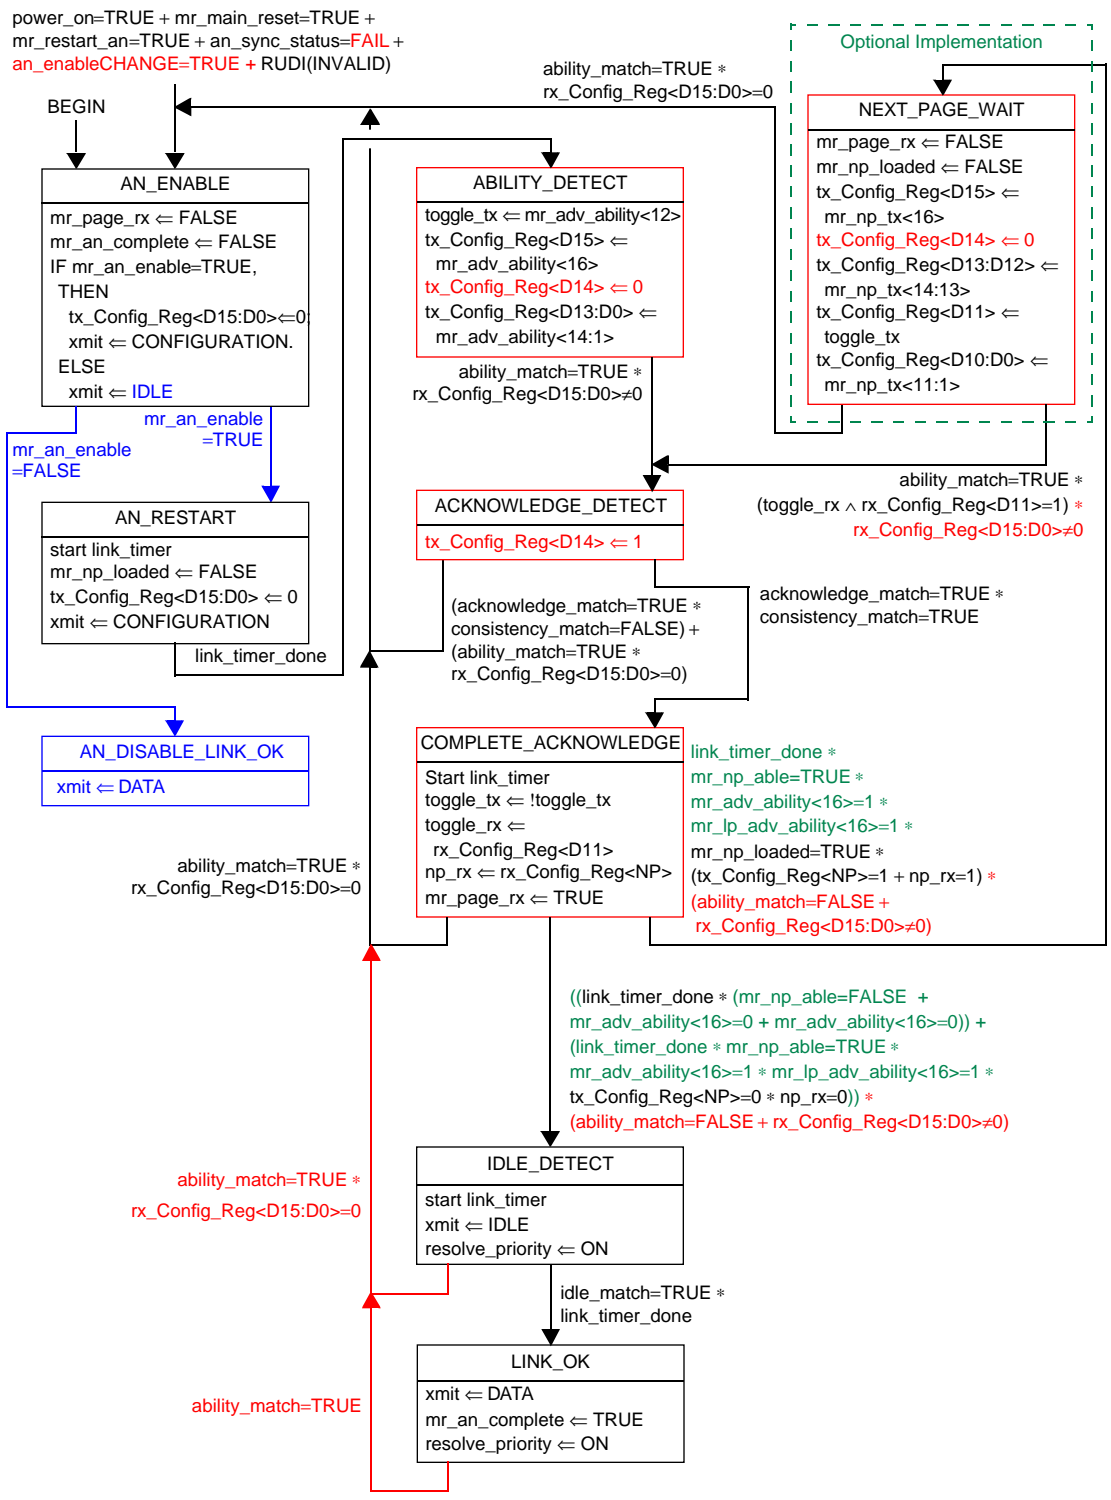 power_on=TRUE + mr_main_reset=TRUE +
mr_restart_an=TRUE + an_sync_status=FAIL +
an_enableCHANGE=TRUE + RUDI(INVALID)
BEGIN
AN_ENABLE
mr_page_rx ⇐ FALSE
mr_an_complete ⇐ FALSE
IF mr_an_enable=TRUE,
THEN
tx_Config_Reg<D15:D0>⇐0;
xmit ⇐ CONFIGURATION.
ELSE
xmit ⇐ IDLE
mr_an_enable
=TRUE
mr_an_enable
=FALSE
AN_RESTART
start link_timer
mr_np_loaded ⇐ FALSE
tx_Config_Reg<D15:D0> ⇐ 0
xmit ⇐ CONFIGURATION
link_timer_done
AN_DISABLE_LINK_OK
xmit ⇐ DATA
ability_match=TRUE *
rx_Config_Reg<D15:D0>=0
ABILITY_DETECT
toggle_tx ⇐ mr_adv_ability<12>
tx_Config_Reg<D15> ⇐
mr_adv_ability<16>
tx_Config_Reg<D14> ⇐ 0
tx_Config_Reg<D13:D0> ⇐
mr_adv_ability<14:1>
ability_match=TRUE *
rx_Config_Reg<D15:D0>≠0
Optional Implementation
NEXT_PAGE_WAIT
mr_page_rx ⇐ FALSE
mr_np_loaded ⇐ FALSE
tx_Config_Reg<D15> ⇐
mr_np_tx<16>
tx_Config_Reg<D14> ⇐ 0
tx_Config_Reg<D13:D12> ⇐
mr_np_tx<14:13>
tx_Config_Reg<D11> ⇐
toggle_tx
tx_Config_Reg<D10:D0> ⇐
mr_np_tx<11:1>
ability_match=TRUE *
(toggle_rx ∧ rx_Config_Reg<D11>=1) *
rx_Config_Reg<D15:D0>≠0
ACKNOWLEDGE_DETECT
tx_Config_Reg<D14> ⇐ 1
(acknowledge_match=TRUE *
consistency_match=FALSE) +
(ability_match=TRUE *
rx_Config_Reg<D15:D0>=0)
acknowledge_match=TRUE *
consistency_match=TRUE
COMPLETE_ACKNOWLEDGE
Start link_timer
toggle_tx ⇐ !toggle_tx
toggle_rx ⇐
rx_Config_Reg<D11>
np_rx ⇐ rx_Config_Reg<NP>
mr_page_rx ⇐ TRUE
link_timer_done *
mr_np_able=TRUE *
mr_adv_ability<16>=1 *
mr_lp_adv_ability<16>=1 *
mr_np_loaded=TRUE *
(tx_Config_Reg<NP>=1 + np_rx=1) *
(ability_match=FALSE +
rx_Config_Reg<D15:D0>≠0)
ability_match=TRUE *
rx_Config_Reg<D15:D0>=0
((link_timer_done * (mr_np_able=FALSE +
mr_adv_ability<16>=0 + mr_adv_ability<16>=0)) +
(link_timer_done * mr_np_able=TRUE *
mr_adv_ability<16>=1 * mr_lp_adv_ability<16>=1 *
tx_Config_Reg<NP>=0 * np_rx=0)) *
(ability_match=FALSE + rx_Config_Reg<D15:D0>≠0)
IDLE_DETECT
start link_timer
xmit ⇐ IDLE
resolve_priority ⇐ ON
ability_match=TRUE *
rx_Config_Reg<D15:D0>=0
idle_match=TRUE *
link_timer_done
LINK_OK
xmit ⇐ DATA
mr_an_complete ⇐ TRUE
resolve_priority ⇐ ON
ability_match=TRUE